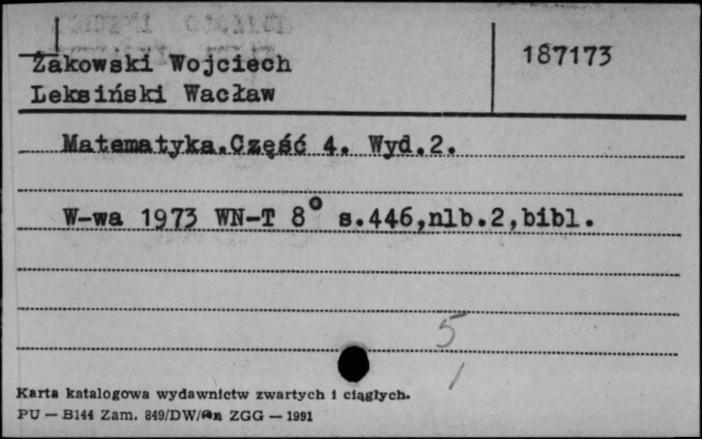 Żakowski Wojciech
187173
Leksiński Wacław
Matematyka.Część 4. Wyd.2.
W-wa 1973 WN-T 8° s.446,nlb.2,bibl.
5
/
Karta katalogowa wydawnictw zwartych i ciągłych.
PU — B144 Zam. 849/DW/ ZGG — 1991